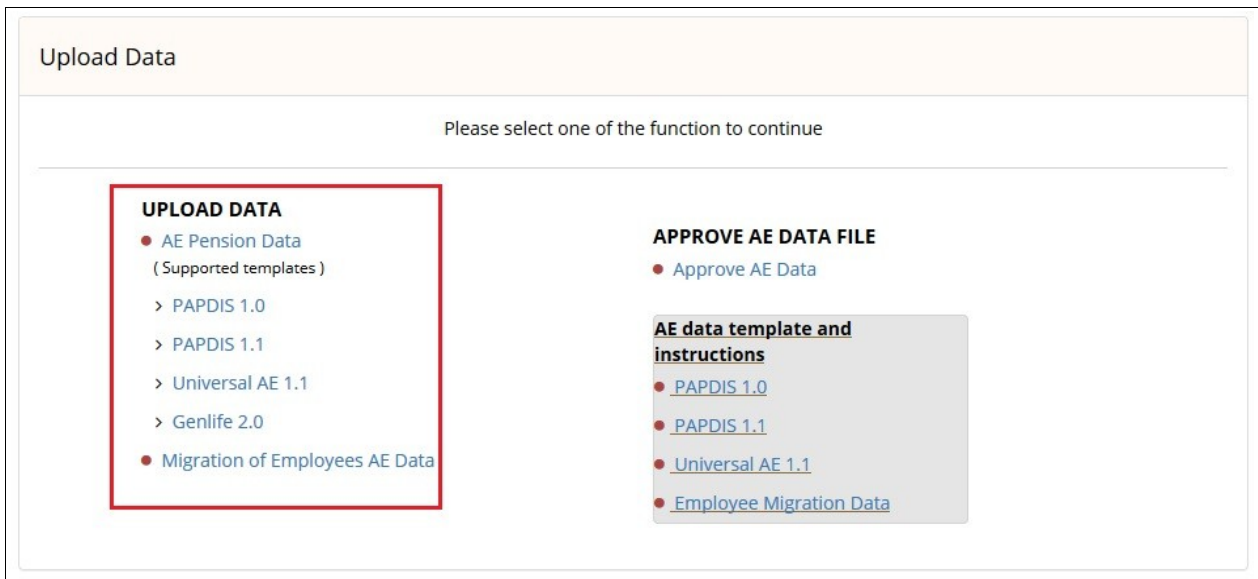 Upload Data
Please select one of the function to continue
UPLOAD DATA
AE Pension Data
( Supported templates )
PAPDIS 1.0
PAPDIS 1.1
Universal AE 1.1
Genlife 2.0
Migration of Employees AE Data
APPROVE AE DATA FILE
Approve AE Data
AE data template and
instructions
PAPDIS 1.0
PAPDIS 1.1
Universal AE 1.1
Employee Migration Data